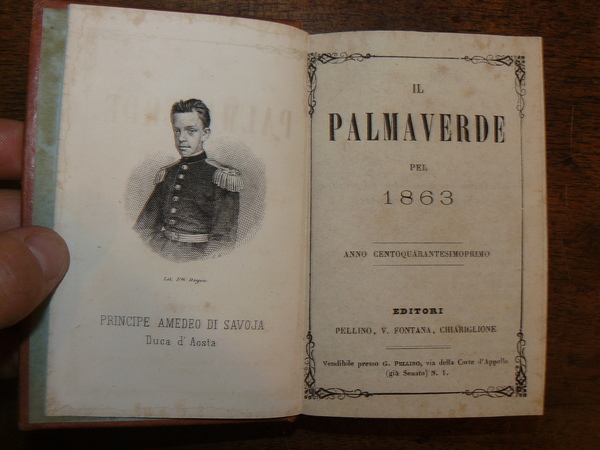 PRINCIPE AMEDEO DI SAVOJA
Duca d' Aosta
IL
PALMAVERDE
PEL
1863
ANNO CENTOQUARANTESIMOPRIMO
EDITORI
PELLINO, V. FONTANA, CHIARIGLIONE
Vendibile presso G. PELLINO, via della Corte d'Appello
(già Senato) N. 1.